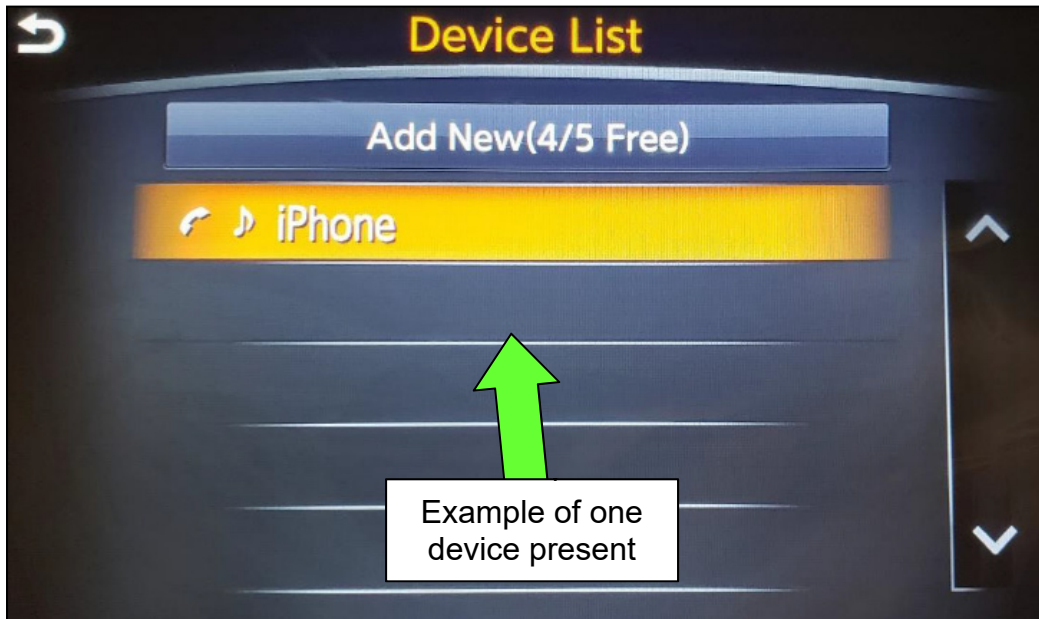 Device List
Add New(4/5 Free)
iPhone
Example of one
device present